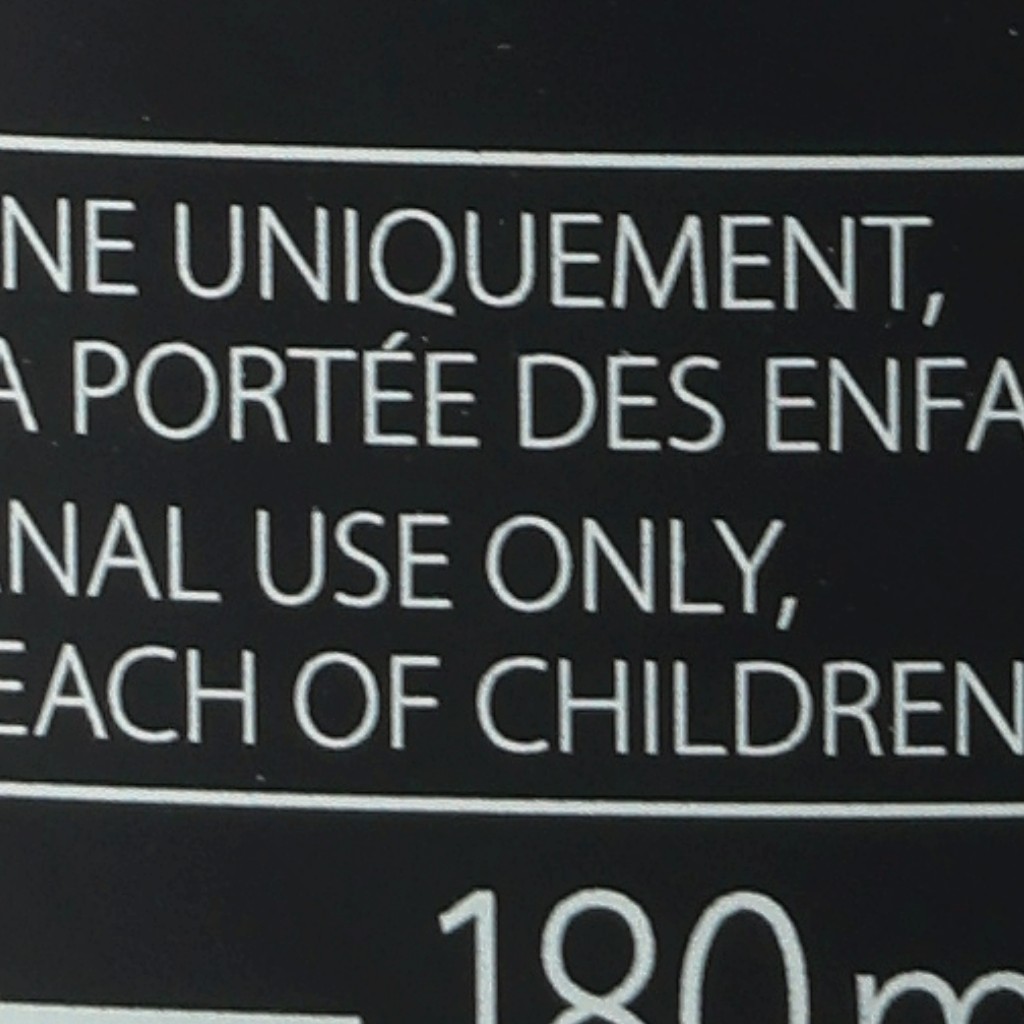 NE UNIQUEMENT,
A PORTÉE DES ENFA
NAL USE ONLY,
EACH OF CHILDREN
180 m